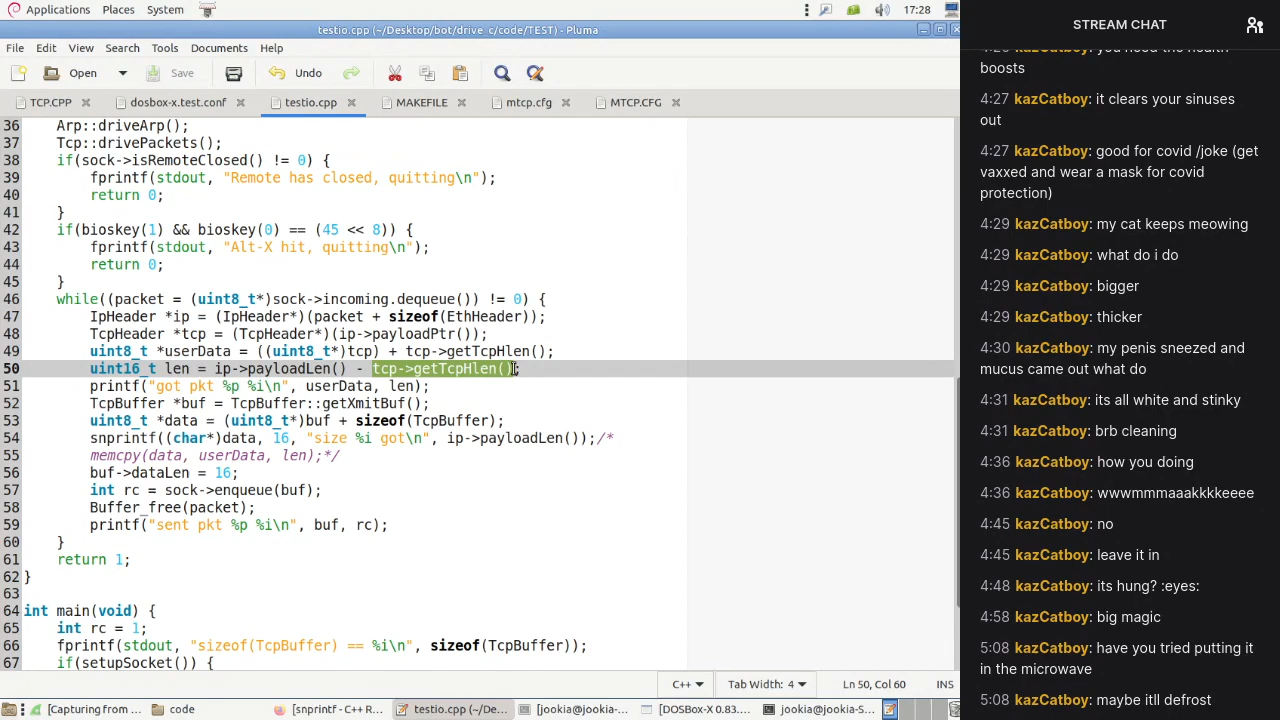 Applications Places System 17:28
testio.cpp (~/Desktop/bot/drive_c/code/TEST) - Pluma
File Edit View Search Tools Documents Help
Open Save Undo
TCP.CPP dosbox-x.test.conf testio.cpp MAKEFILE mtcp.cfg MTCP.CFG
36 Arp::driveArp();
37 Tcp::drivePackets();
38 if(sock->isRemoteClosed() != 0) {
39 fprintf(stdout, "Remote has closed, quitting\n");
40 return 0;
41 }
42 if(bioskey(1) && bioskey(0) == (45 << 8)) {
43 fprintf(stdout, "Alt-X hit, quitting\n");
44 return 0;
45 }
46 while((packet = (uint8_t*)sock->incoming.dequeue()) != 0) {
47 IpHeader *ip = (IpHeader*)(packet + sizeof(EthHeader));
48 TcpHeader *tcp = (TcpHeader*)(ip->payloadPtr());
49 uint8_t *userData = ((uint8_t*)tcp) + tcp->getTcpHlen();
50 uint16_t len = ip->payloadLen() - tcp->getTcpHlen();
51 printf("got pkt %p %i\n", userData, len);
52 TcpBuffer *buf = TcpBuffer::getXmitBuf();
53 uint8_t *data = (uint8_t*)buf + sizeof(TcpBuffer);
54 snprintf((char*)data, 16, "size %i got\n", ip->payloadLen());/*
55 memcpy(data, userData, len);*/
56 buf->dataLen = 16;
57 int rc = sock->enqueue(buf);
58 Buffer_free(packet);
59 printf("sent pkt %p %i\n", buf, rc);
60 }
61 return 1;
62 }
63
64 int main(void) {
65 int rc = 1;
66 fprintf(stdout, "sizeof(TcpBuffer) == %i\n", sizeof(TcpBuffer));
67 if(setupSocket()) {
C++ Tab Width: 4 Ln 50, Col 60 INS
[Capturing from ... code [snprintf - C++ R... testio.cpp (~/De... [jookia@jookia-... [DOSBox-X 0.83.... [jookia@jookia-S...
STREAM CHAT
boosts
4:27 kazCatboy: it clears your sinuses
out
4:27 kazCatboy: good for covid /joke (get
vaxxed and wear a mask for covid
protection)
4:29 kazCatboy: my cat keeps meowing
4:29 kazCatboy: what do i do
4:29 kazCatboy: bigger
4:29 kazCatboy: thicker
4:30 kazCatboy: my penis sneezed and
mucus came out what do
4:31 kazCatboy: its all white and stinky
4:31 kazCatboy: brb cleaning
4:36 kazCatboy: how you doing
4:36 kazCatboy: wwwmmmaaakkkkeeee
4:45 kazCatboy: no
4:45 kazCatboy: leave it in
4:48 kazCatboy: its hung? :eyes:
4:58 kazCatboy: big magic
5:08 kazCatboy: have you tried putting it
in the microwave
5:08 kazCatboy: maybe itll defrost